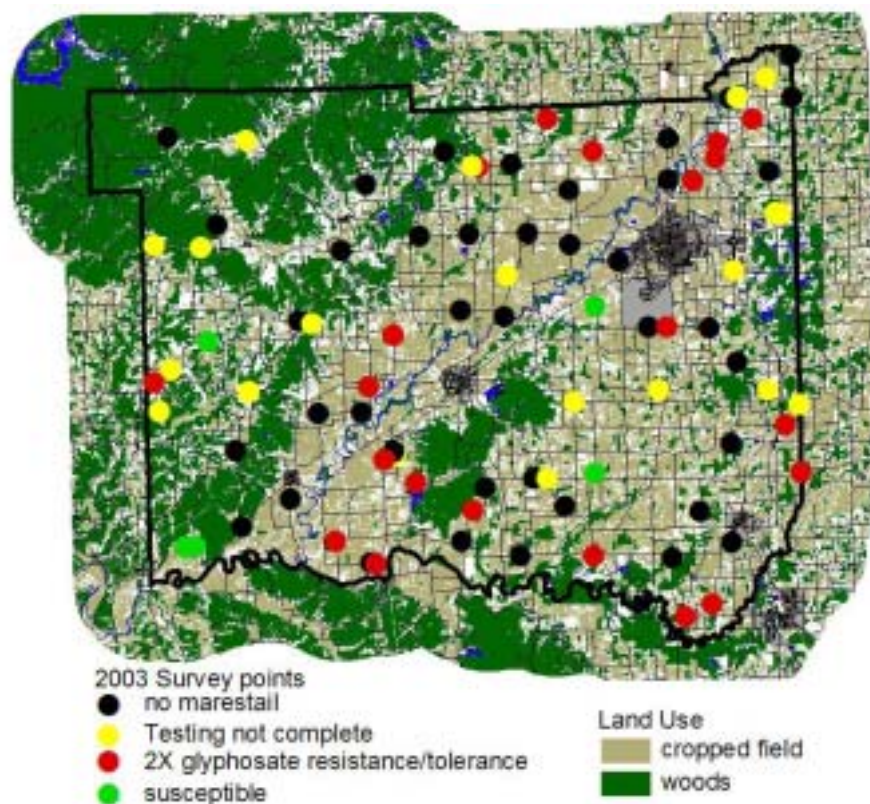 2003 Survey points
no marestail
Testing not complete
2X glyphosate resistance/tolerance
susceptible
Land Use
cropped field
woods